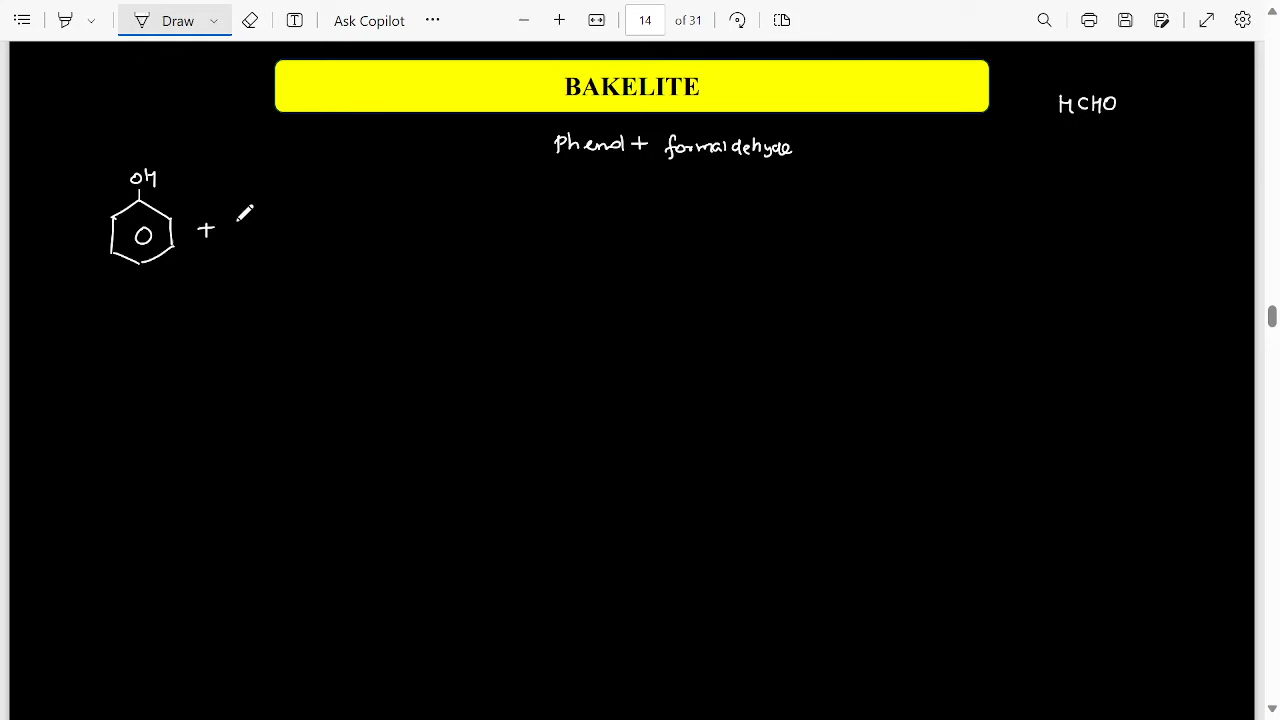 Draw
Ask Copilot
14 of 31
BAKELITE
HCHO
Phenol + formaldehyde
OH
+